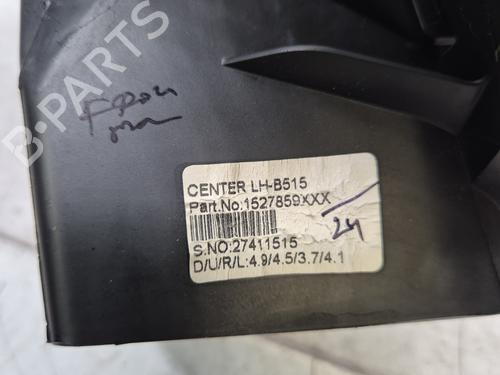 B-PARTS
CENTER LH-B515
Part.No:1527859XXX
24
S.NO:27411515
D/U/R/L:4.9/4.5/3.7/4.1